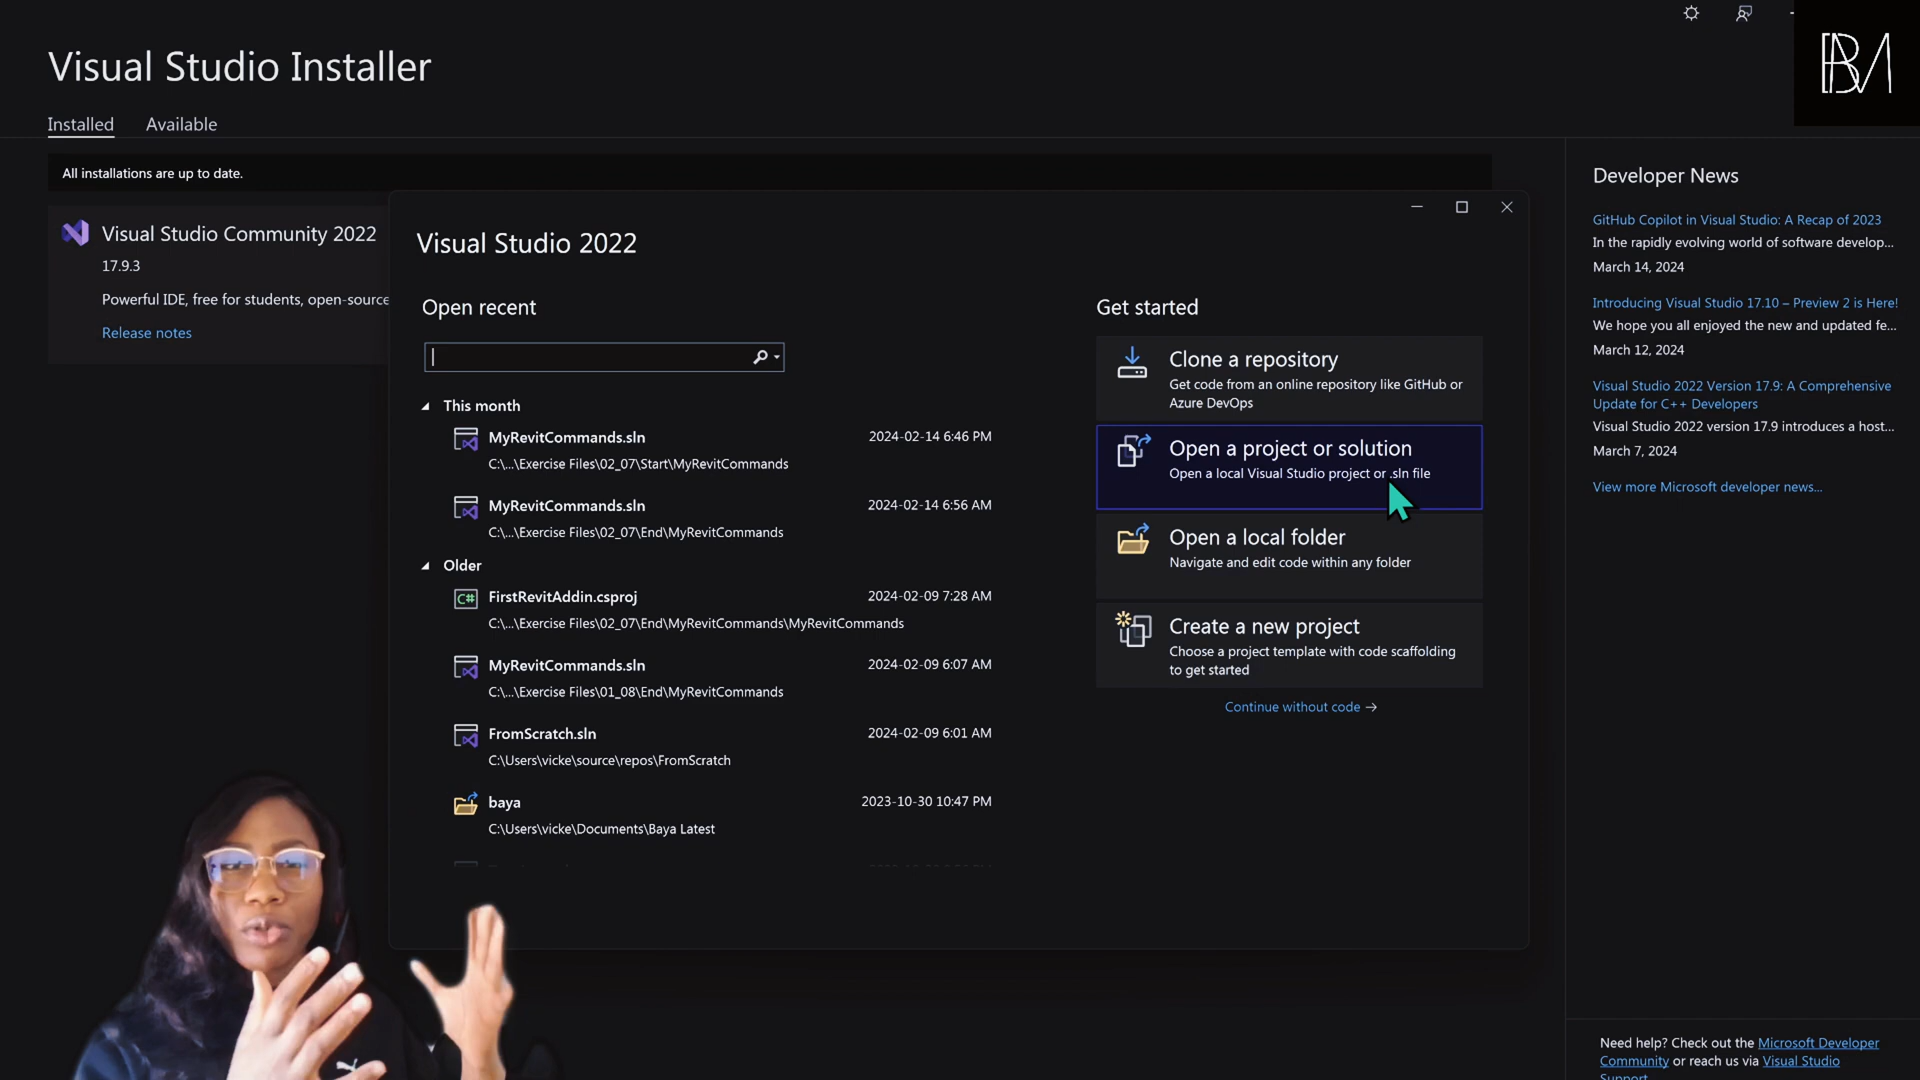 Visual Studio Installer
Installed
Available
All installations are up to date.
Visual Studio Community 2022
17.9.3
Powerful IDE, free for students, open-source
Release notes
Visual Studio 2022
Open recent
This month
MyRevitCommands.sln
2024-02-14 6:46 PM
C:\...\Exercise Files\02_07\Start\MyRevitCommands
MyRevitCommands.sln
2024-02-14 6:56 AM
C:\...\Exercise Files\02_07\End\MyRevitCommands
Older
C# FirstRevitAddin.csproj
2024-02-09 7:28 AM
C:\...\Exercise Files\02_07\End\MyRevitCommands\MyRevitCommands
MyRevitCommands.sln
2024-02-09 6:07 AM
C:\...\Exercise Files\01_08\End\MyRevitCommands
FromScratch.sln
2024-02-09 6:01 AM
C:\Users\vicke\source\repos\FromScratch
baya
2023-10-30 10:47 PM
C:\Users\vicke\Documents\Baya Latest
Get started
Clone a repository
Get code from an online repository like GitHub or
Azure DevOps
Open a project or solution
Open a local Visual Studio project or .sln file
Open a local folder
Navigate and edit code within any folder
Create a new project
Choose a project template with code scaffolding
to get started
Continue without code →
Developer News
GitHub Copilot in Visual Studio: A Recap of 2023
In the rapidly evolving world of software develop...
March 14, 2024
Introducing Visual Studio 17.10 – Preview 2 is Here!
We hope you all enjoyed the new and updated fe...
March 12, 2024
Visual Studio 2022 Version 17.9: A Comprehensive
Update for C++ Developers
Visual Studio 2022 version 17.9 introduces a host...
March 7, 2024
View more Microsoft developer news...
Need help? Check out the Microsoft Developer
Community or reach us via Visual Studio
Support